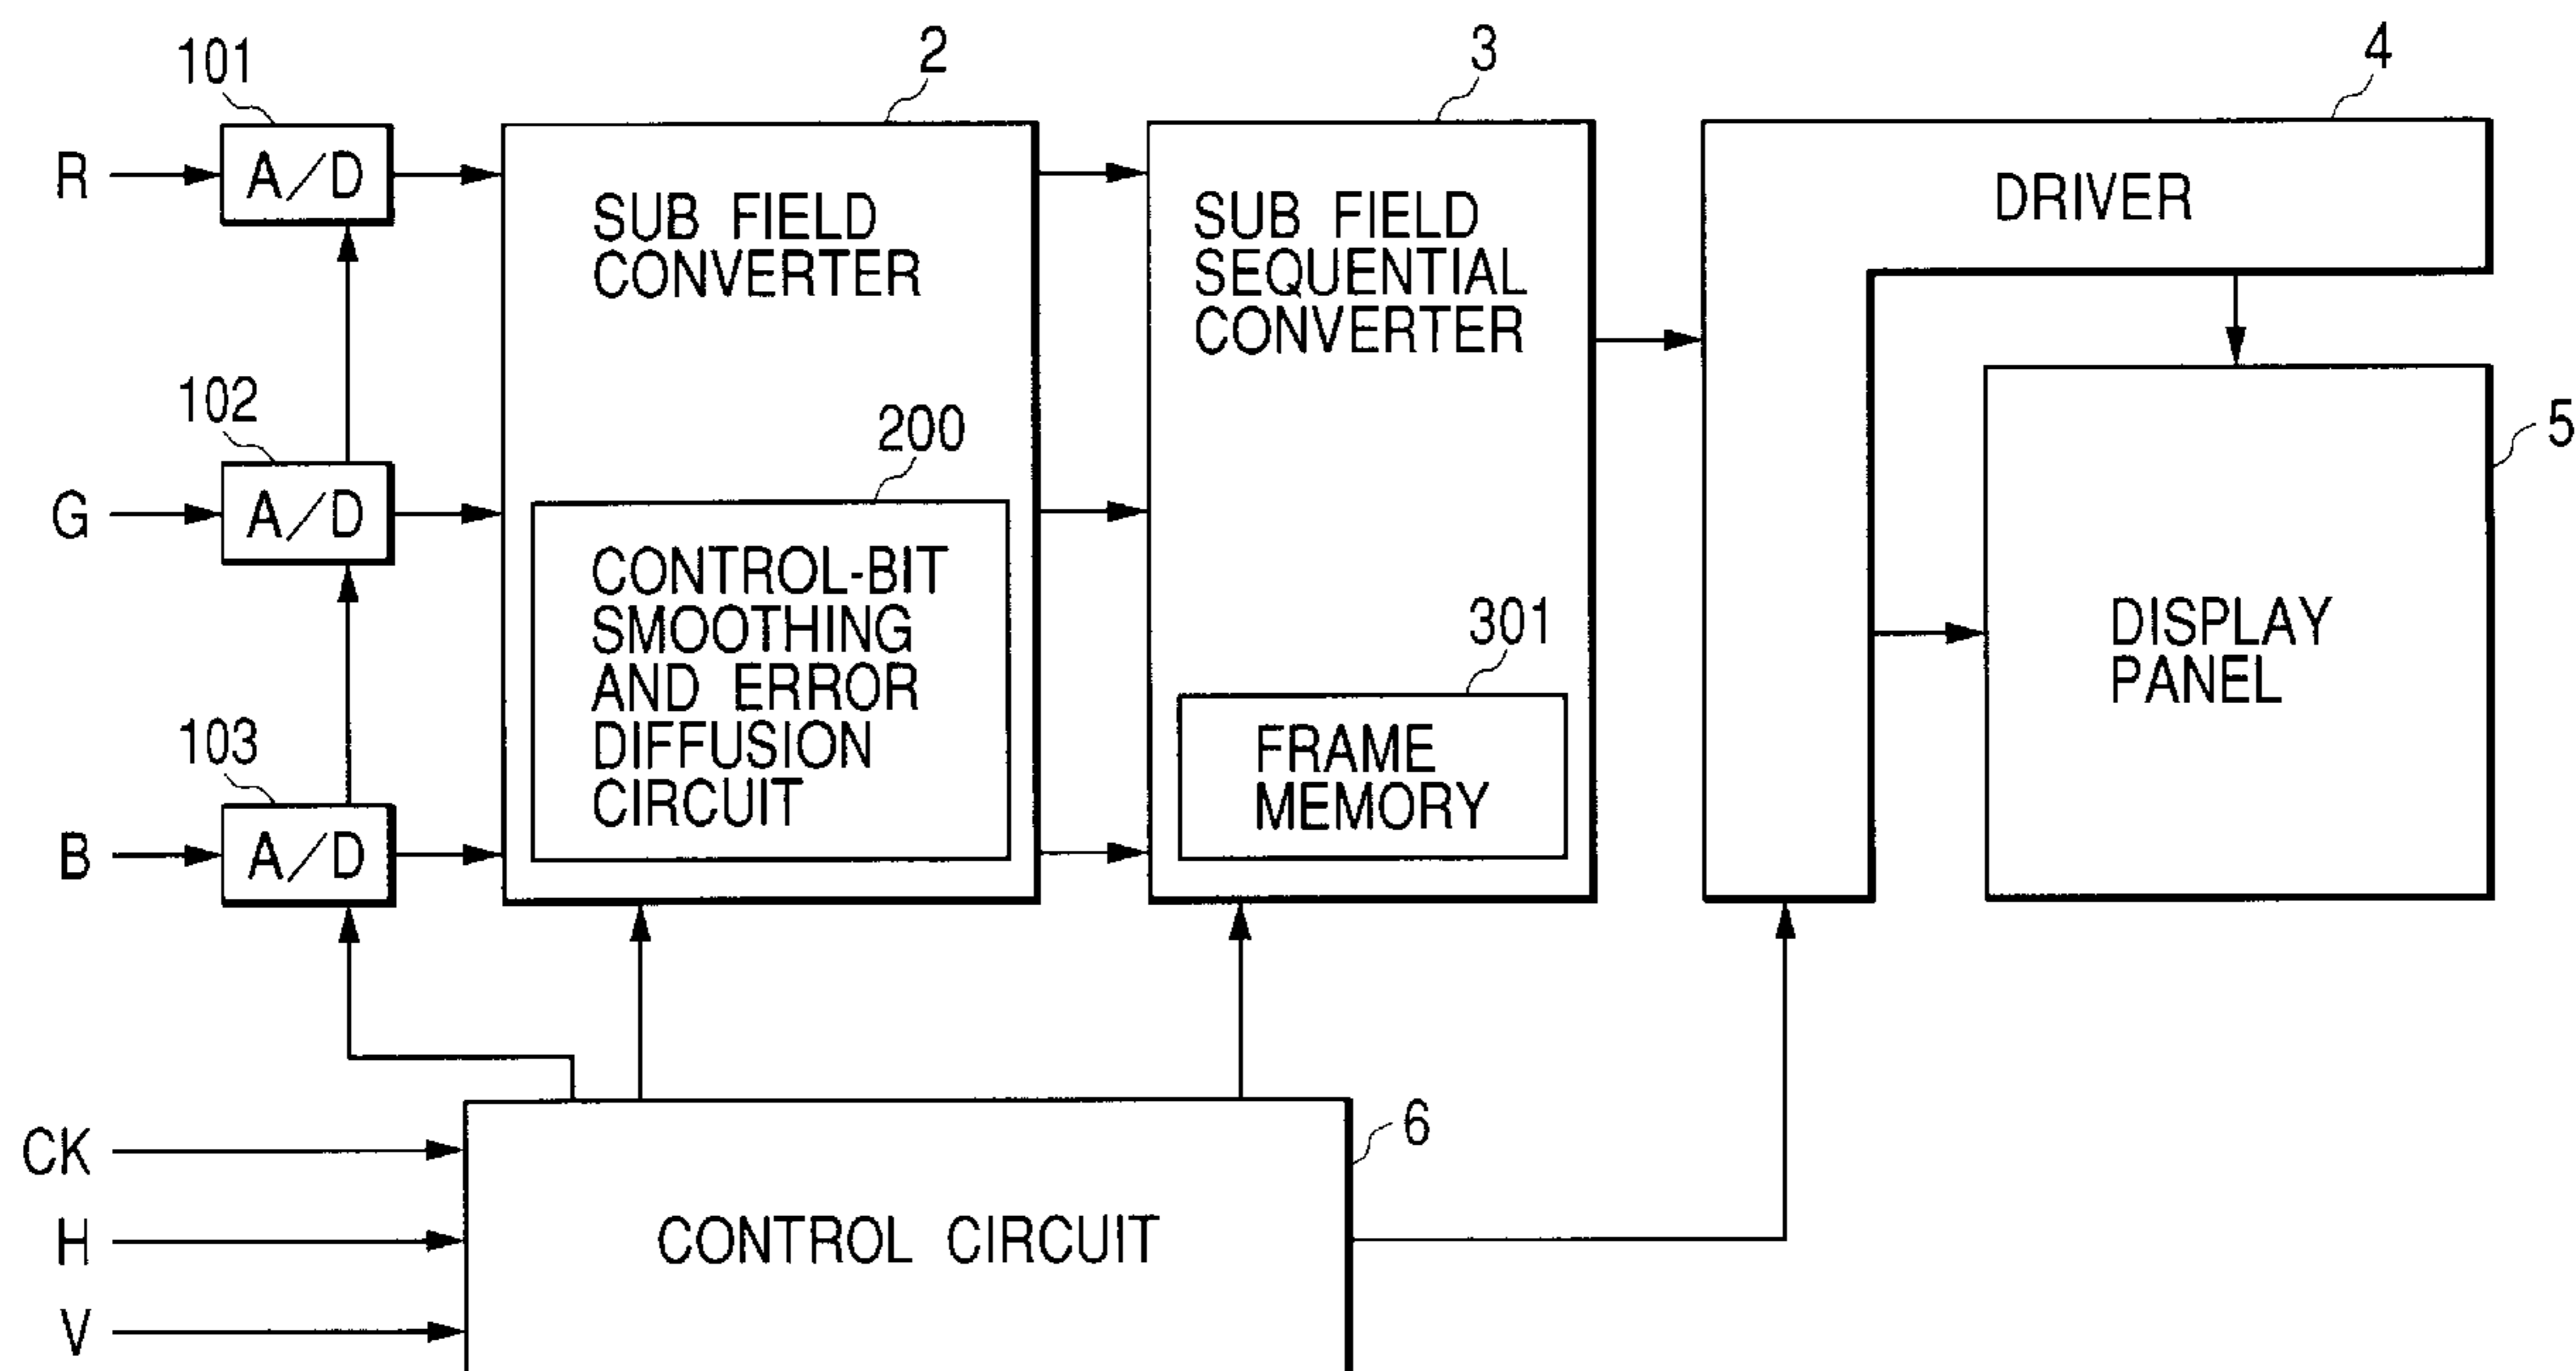 101
2
3
4
R
A/D
SUB FIELD
CONVERTER
SUB FIELD
SEQUENTIAL
CONVERTER
DRIVER
102
200
5
G
A/D
CONTROL-BIT
SMOOTHING
AND ERROR
DIFFUSION
CIRCUIT
301
DISPLAY
PANEL
103
FRAME
MEMORY
B
A/D
6
CK
H
CONTROL CIRCUIT
V